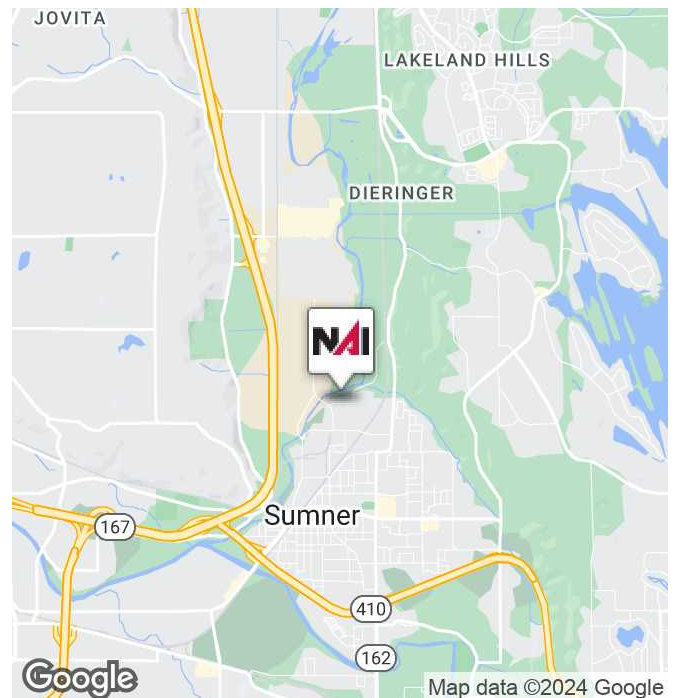 JOVITA
LAKELAND HILLS
DIERINGER
NAI
Sumner
167
410
162
Google
Map data ©2024 Google